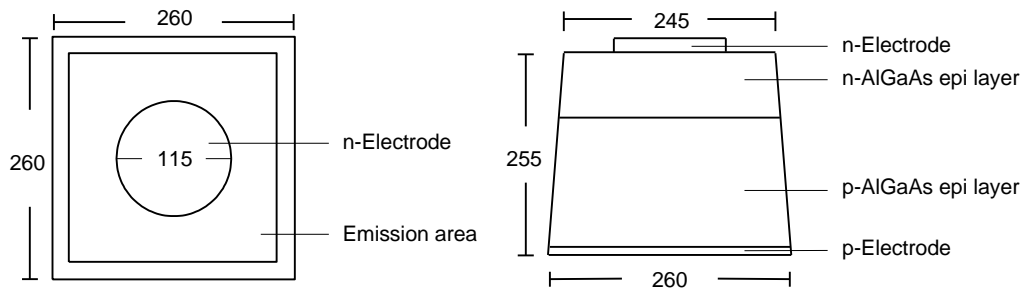 260
260
115
n-Electrode
Emission area
245
n-Electrode
n-AlGaAs epi layer
255
p-AlGaAs epi layer
p-Electrode
260